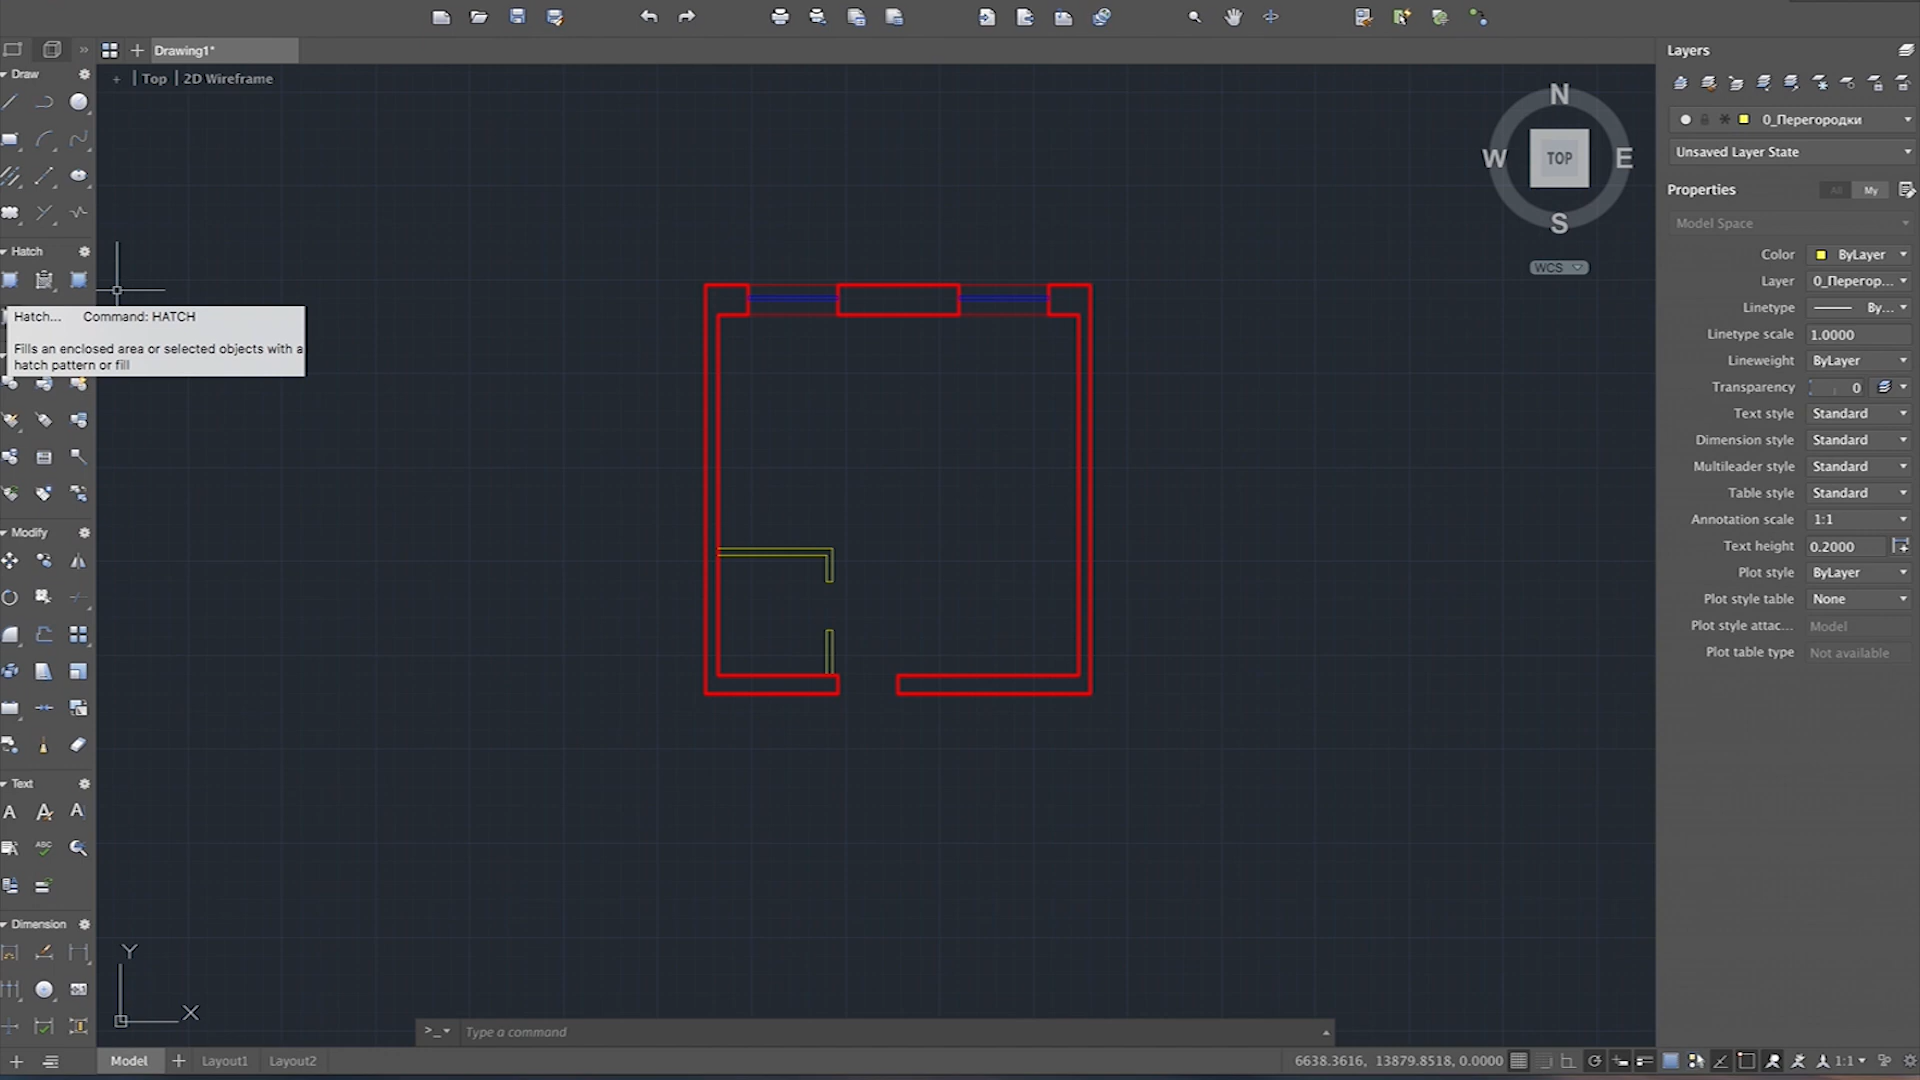 Drawing1*
Layers
Draw
Top
2D Wireframe
N
W
TOP
E
S
WCS
0_Перегородки
Unsaved Layer State
Properties
All
My
Model Space
Hatch
Color ByLayer
Layer 0_Перегор...
Linetype By...
Linetype scale 1.0000
Lineweight ByLayer
Transparency 0
Text style Standard
Dimension style Standard
Multileader style Standard
Table style Standard
Annotation scale 1:1
Text height 0.2000
Plot style ByLayer
Plot style table None
Plot style attac... Model
Plot table type Not available
Hatch... Command: HATCH
Fills an enclosed area or selected objects with a
hatch pattern or fill
Modify
Text
A A A
ABC
Dimension
Y
X
>_ Type a command
Model
Layout1
Layout2
6638.3616, 13879.8518, 0.0000
1:1